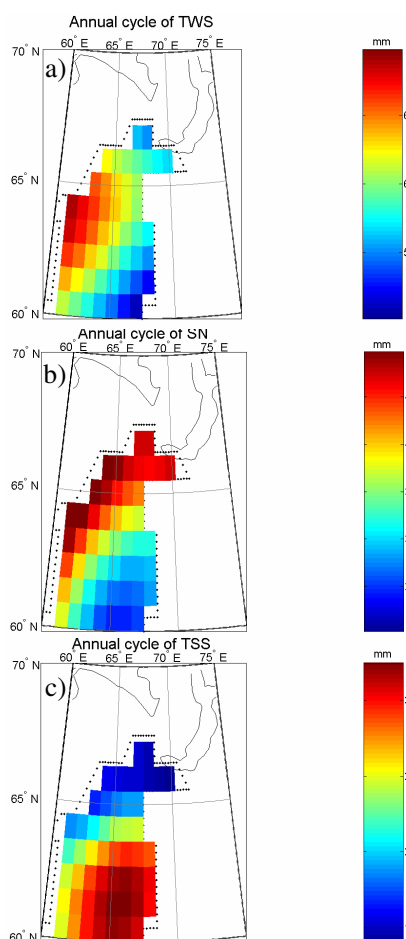 Annual cycle of TWS
60° E 65° E 70° E 75° E
70° N
a)
65° N
60° N
mm
Annual cycle of SN
60° E 65° E 70° E 75° E
70° N
b)
65° N
60° N
mm
Annual cycle of TSS
60° E 65° E 70° E 75° E
70° N
c)
65° N
60° N
mm